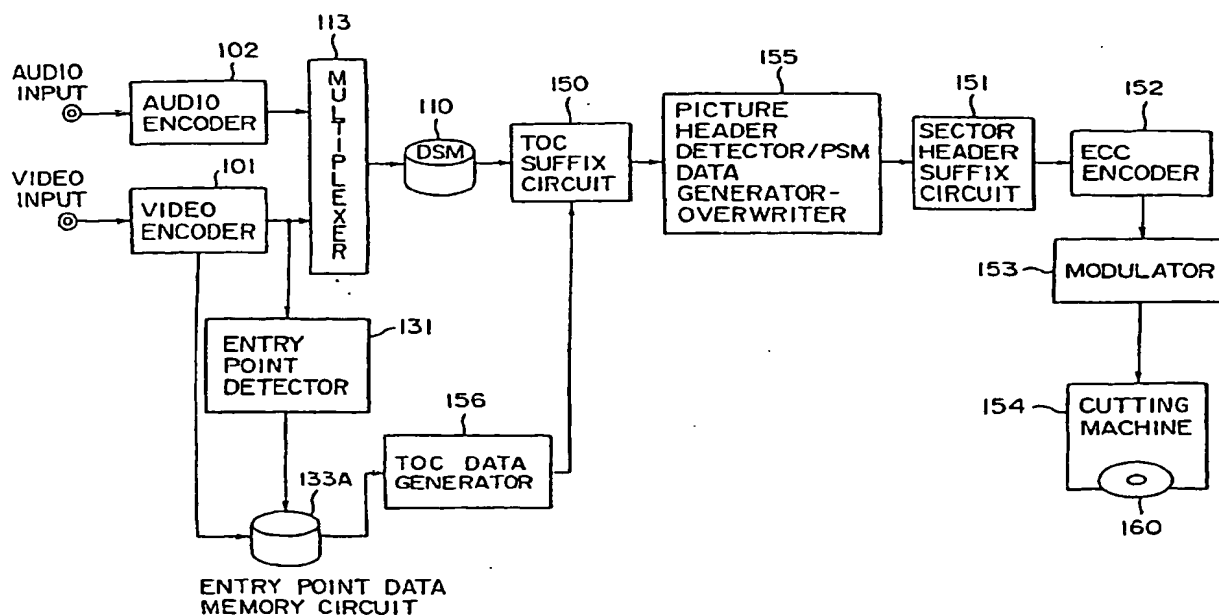 113
102
AUDIO
INPUT
AUDIO
ENCODER
MULTIPLEXER
101
VIDEO
INPUT
VIDEO
ENCODER
110
DSM
150
TOC
SUFFIX
CIRCUIT
155
PICTURE
HEADER
DETECTOR/PSM
DATA
GENERATOR-
OVERWRITER
151
SECTOR
HEADER
SUFFIX
CIRCUIT
152
ECC
ENCODER
153
MODULATOR
131
ENTRY
POINT
DETECTOR
156
TOC DATA
GENERATOR
154
CUTTING
MACHINE
160
133A
ENTRY POINT DATA
MEMORY CIRCUIT